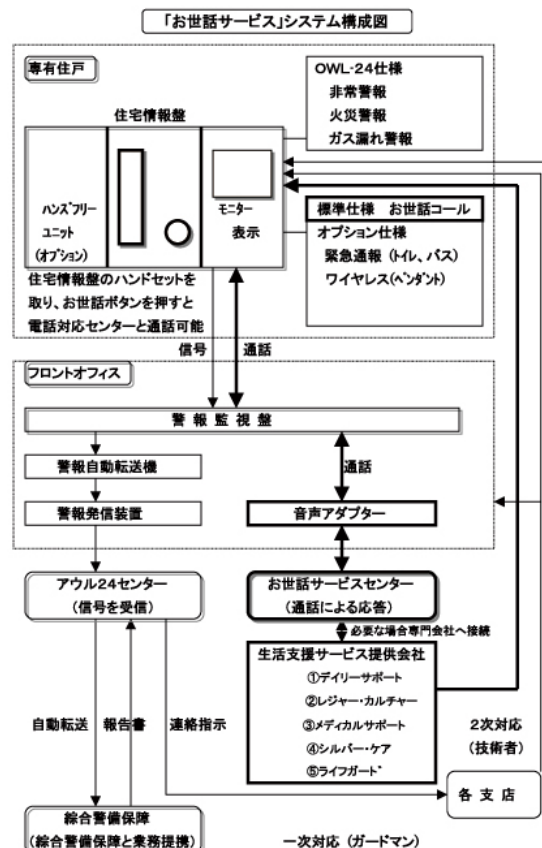 「お世話サービス」システム構成図
専有住戸
OWL-24仕様
非常警報
火災警報
ガス漏れ警報
住宅情報盤
ハンズフリー
ユニット
(オプション)
モニター
表示
標準仕様 お世話コール
オプション仕様
緊急通報 (トイレ、バス)
ワイヤレス(ペンダント)
住宅情報盤のハンドセットを
取り、お世話ボタンを押すと
電話対応センターと通話可能
信号
通話
フロントオフィス
警報監視盤
警報自動転送機
通話
警報発信装置
音声アダプター
アウル24センター
(信号を受信)
お世話サービスセンター
(通話による応答)
必要な場合専門会社へ接続
生活支援サービス提供会社
①デイリーサポート
②レジャー・カルチャー
③メディカルサポート
④シルバー・ケア
⑤ライフガード
自動転送
報告書
連絡指示
2次対応
(技術者)
各支店
綜合警備保障
(綜合警備保障と業務提携)
一次対応 (ガードマン)